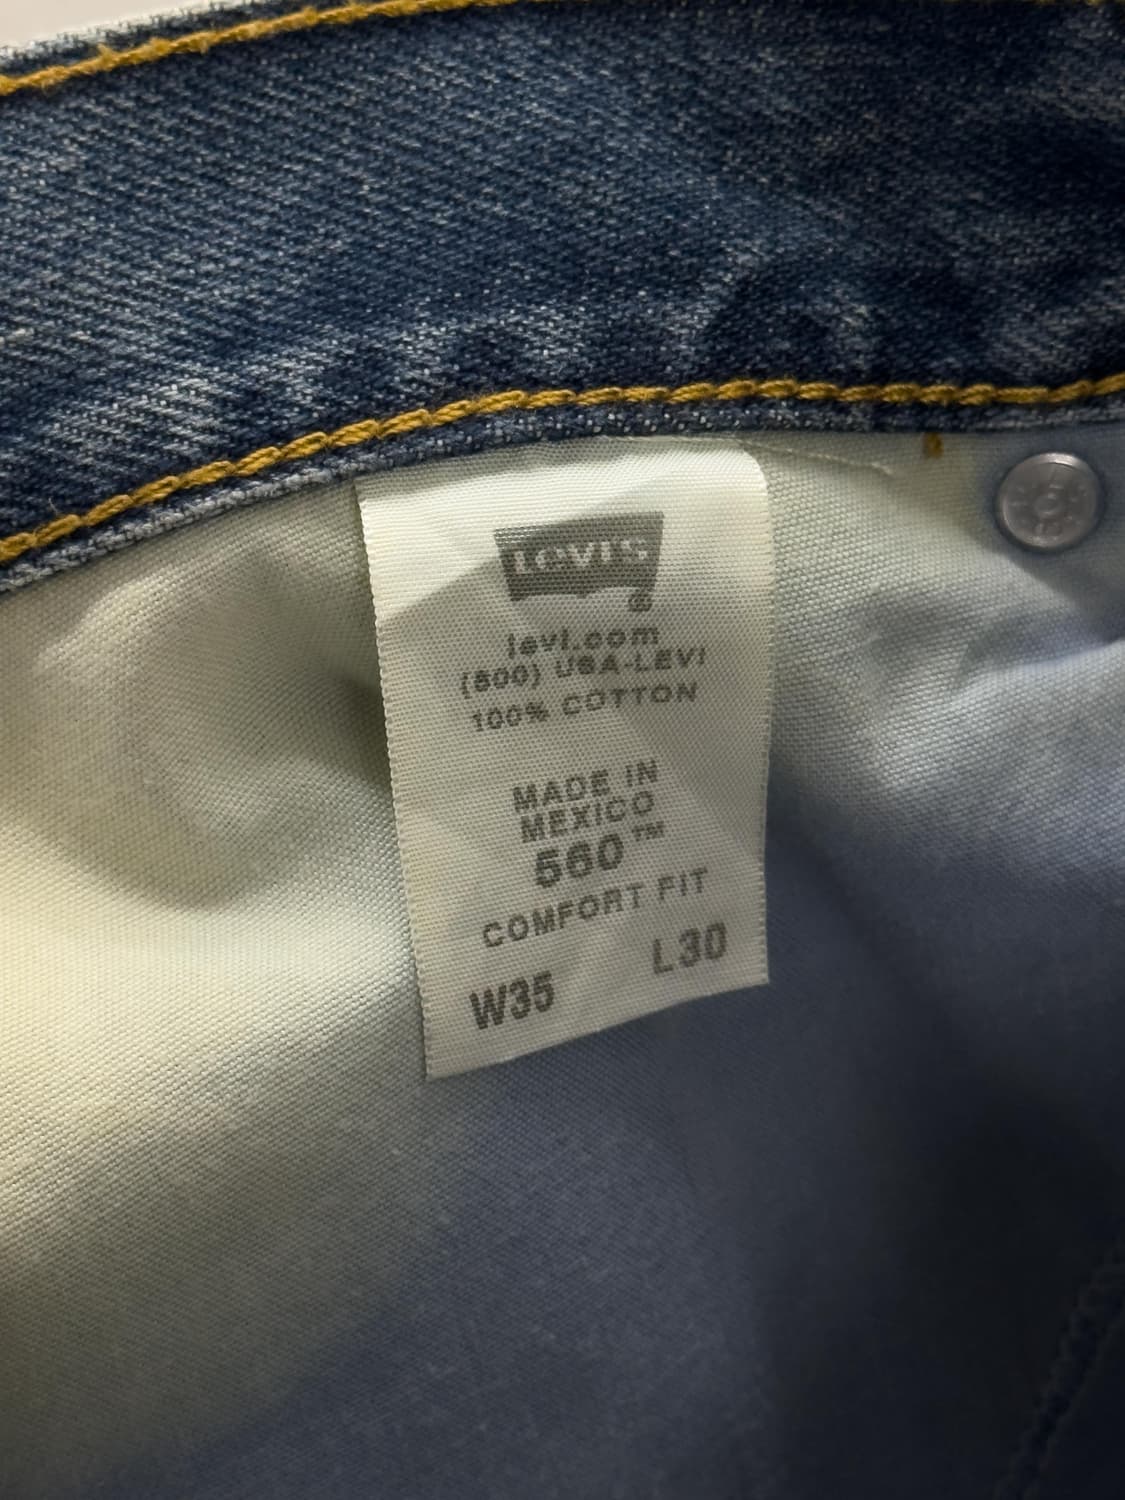 Levi's
®
levi.com
(800) USA-LEVI
100% COTTON
MADE IN
MEXICO
560™
COMFORT FIT
W35 L30